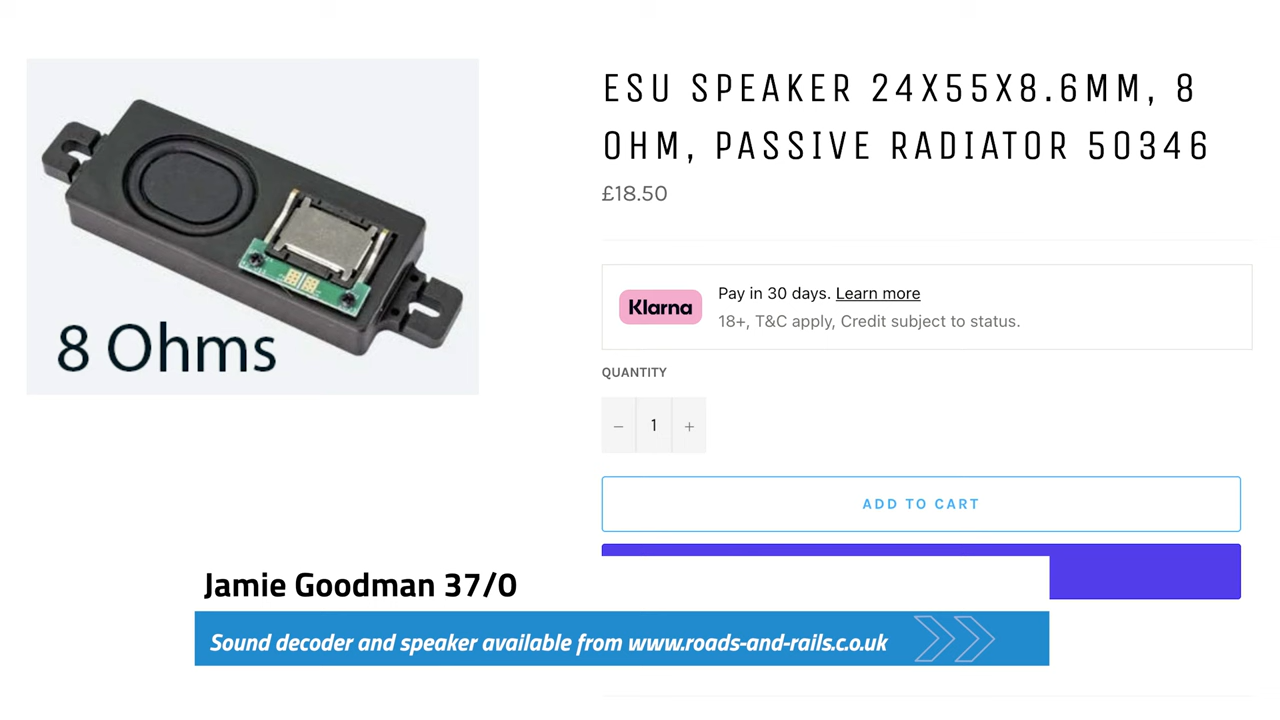 ESU SPEAKER 24X55X8.6MM, 8
OHM, PASSIVE RADIATOR 50346
£18.50
8 Ohms
Klarna
Pay in 30 days. Learn more
18+, T&C apply, Credit subject to status.
QUANTITY
− 1 +
ADD TO CART
Jamie Goodman 37/0
Sound decoder and speaker available from www.roads-and-rails.co.uk